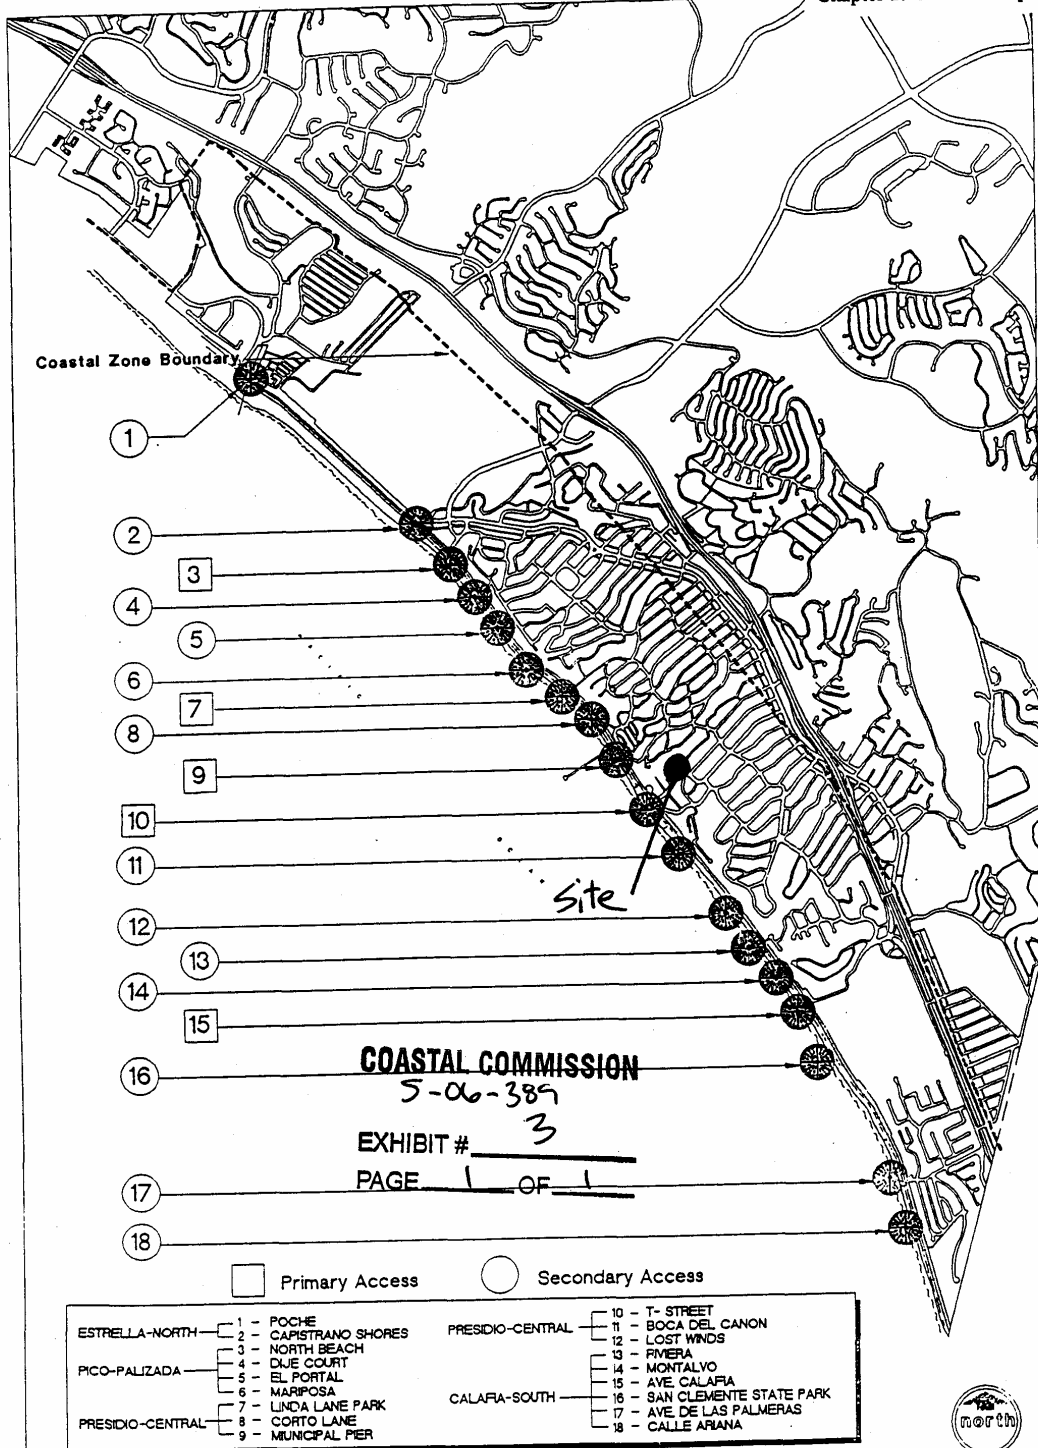 Coastal Zone Boundary
1
2
3
4
5
6
7
8
9
10
11
12
13
14
15
16
17
18
site
COASTAL COMMISSION
5-06-389
EXHIBIT # 3
PAGE 1 OF 1
Primary Access
Secondary Access
ESTRELLA-NORTH
1 - POCHE
2 - CAPISTRANO SHORES
PICO-PALIZADA
3 - NORTH BEACH
4 - DIJE COURT
5 - EL PORTAL
6 - MARIPOSA
PRESIDIO-CENTRAL
7 - LINDA LANE PARK
8 - CORTO LANE
9 - MUNICIPAL PIER
PRESIDIO-CENTRAL
10 - T- STREET
11 - BOCA DEL CANON
12 - LOST WINDS
CALAFIA-SOUTH
13 - RIVIERA
14 - MONTALVO
15 - AVE. CALAFIA
16 - SAN CLEMENTE STATE PARK
17 - AVE. DE LAS PALMERAS
18 - CALLE ARIANA
north